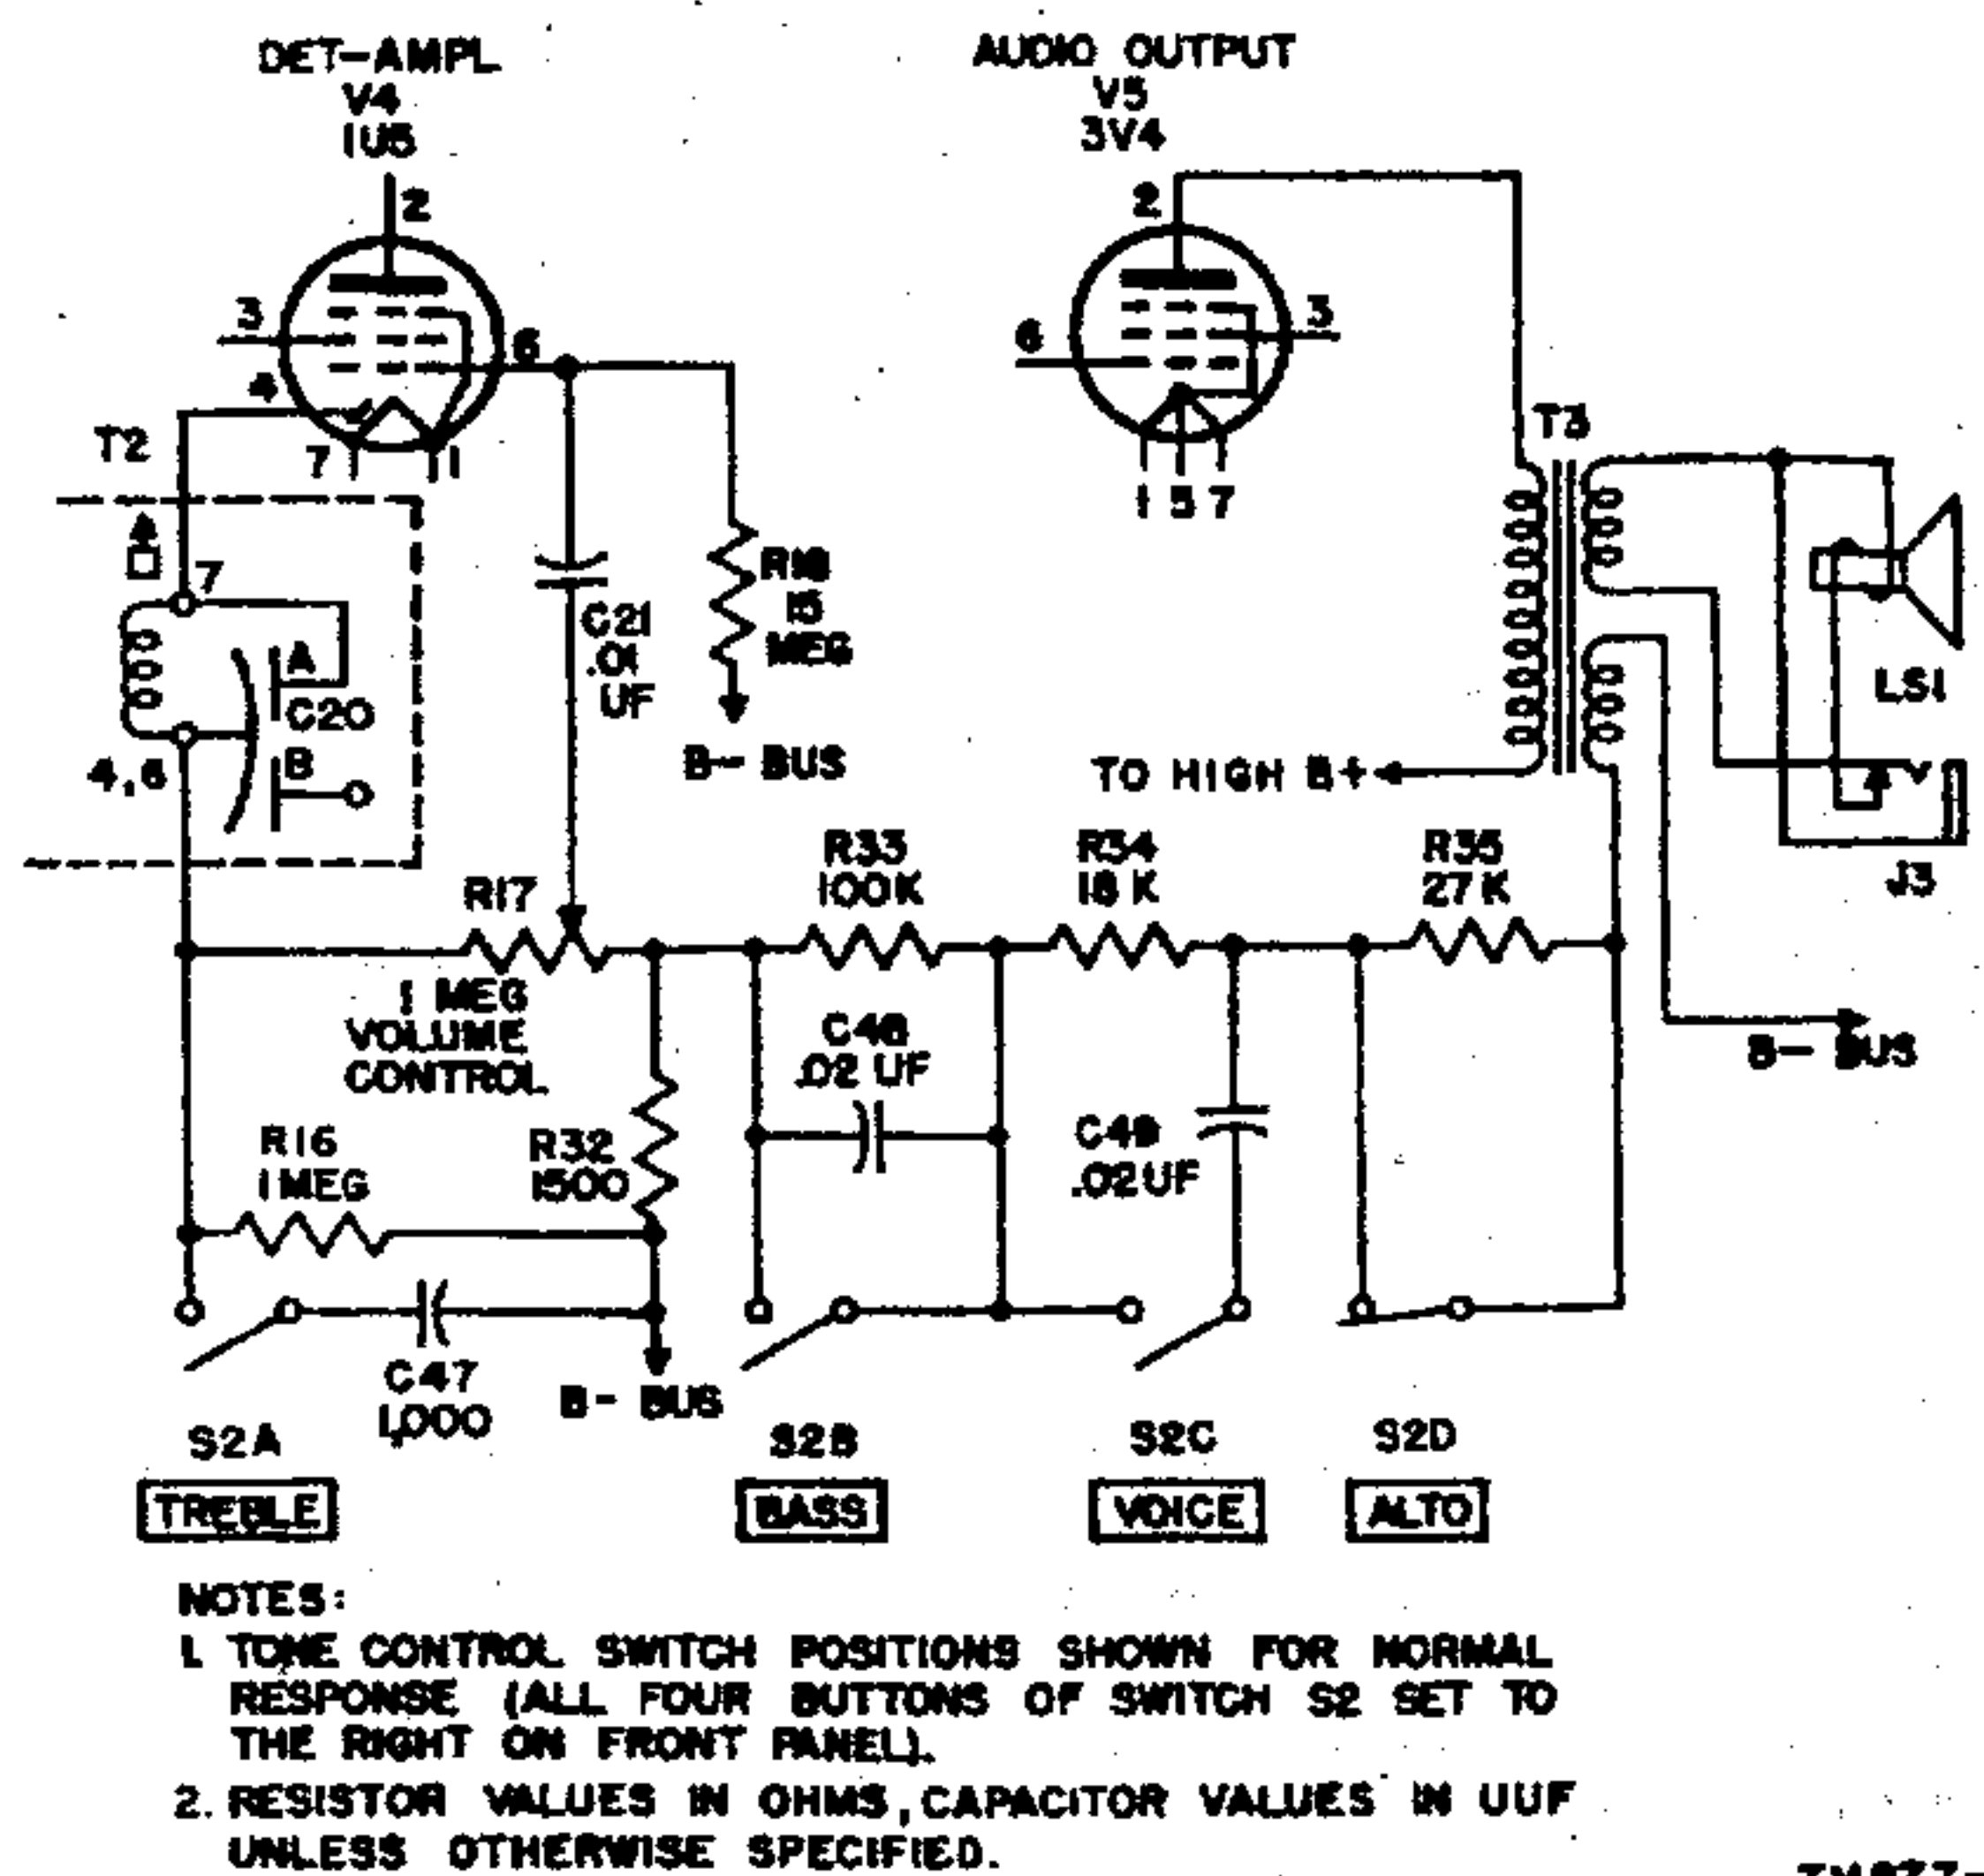 DET-AMPL
V4
1U5
2
3
4
6
7
1
AUDIO OUTPUT
V5
3V4
2
6
3
1 5 7
T2
7
A
C20
B
4,6
C21
.01
UF
15
MEG
B- BUS
T3
LS1
TO HIGH B+
J3
R17
1 MEG
VOLUME
CONTROL
R33
100K
R34
18 K
R35
27 K
B- BUS
C48
.02 UF
C49
.02UF
R16
1 MEG
R32
1500
C47
1,000
B- BUS
S2A
S2B
S2C
S2D
TREBLE
BASS
VOICE
ALTO
NOTES:
1. TONE CONTROL SWITCH POSITIONS SHOWN FOR NORMAL
RESPONSE (ALL FOUR BUTTONS OF SWITCH S2 SET TO
THE RIGHT ON FRONT PANEL).
2. RESISTOR VALUES IN OHMS, CAPACITOR VALUES IN UUF
UNLESS OTHERWISE SPECIFIED.